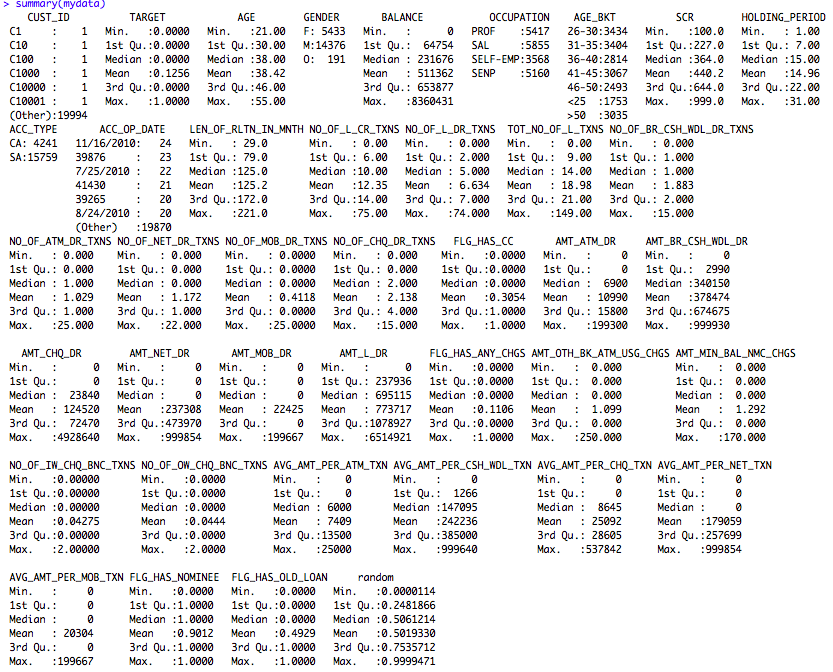 > summary(mydata)
CUST_ID TARGET AGE GENDER BALANCE OCCUPATION AGE_BKT SCR HOLDING_PERIOD
C1 : 1 Min. :0.0000 Min. :21.00 F: 5433 Min. : 0 PROF :5417 26-30:3434 Min. :100.0 Min. : 1.00
C10 : 1 1st Qu.:0.0000 1st Qu.:30.00 M:14376 1st Qu.: 64754 SAL :5855 31-35:3404 1st Qu.:227.0 1st Qu.: 7.00
C100 : 1 Median :0.0000 Median :38.00 O: 191 Median : 231676 SELF-EMP:3568 36-40:2814 Median :364.0 Median :15.00
C1000 : 1 Mean :0.1256 Mean :38.42 Mean : 511362 SENP :5160 41-45:3067 Mean :440.2 Mean :14.96
C10000 : 1 3rd Qu.:0.0000 3rd Qu.:46.00 3rd Qu.: 653877 46-50:2493 3rd Qu.:644.0 3rd Qu.:22.00
C10001 : 1 Max. :1.0000 Max. :55.00 Max. :8360431 <25 :1753 Max. :999.0 Max. :31.00
(Other):19994 >50 :3035
ACC_TYPE ACC_OP_DATE LEN_OF_RLTN_IN_MNTH NO_OF_L_CR_TXNS NO_OF_L_DR_TXNS TOT_NO_OF_L_TXNS NO_OF_BR_CSH_WDL_DR_TXNS
CA: 4241 11/16/2010: 24 Min. : 29.0 Min. : 0.00 Min. : 0.000 Min. : 0.00 Min. : 0.000
SA:15759 39876 : 23 1st Qu.: 79.0 1st Qu.: 6.00 1st Qu.: 2.000 1st Qu.: 9.00 1st Qu.: 1.000
7/25/2010 : 22 Median :125.0 Median :10.00 Median : 5.000 Median : 14.00 Median : 1.000
41430 : 21 Mean :125.2 Mean :12.35 Mean : 6.634 Mean : 18.98 Mean : 1.883
39265 : 20 3rd Qu.:172.0 3rd Qu.:14.00 3rd Qu.: 7.000 3rd Qu.: 21.00 3rd Qu.: 2.000
8/24/2010 : 20 Max. :221.0 Max. :75.00 Max. :74.000 Max. :149.00 Max. :15.000
(Other) :19870
NO_OF_ATM_DR_TXNS NO_OF_NET_DR_TXNS NO_OF_MOB_DR_TXNS NO_OF_CHQ_DR_TXNS FLG_HAS_CC AMT_ATM_DR AMT_BR_CSH_WDL_DR
Min. : 0.000 Min. : 0.000 Min. : 0.0000 Min. : 0.000 Min. :0.0000 Min. : 0 Min. : 0
1st Qu.: 0.000 1st Qu.: 0.000 1st Qu.: 0.0000 1st Qu.: 0.000 1st Qu.:0.0000 1st Qu.: 0 1st Qu.: 2990
Median : 1.000 Median : 0.000 Median : 0.0000 Median : 2.000 Median :0.0000 Median : 6900 Median :340150
Mean : 1.029 Mean : 1.172 Mean : 0.4118 Mean : 2.138 Mean :0.3054 Mean : 10990 Mean :378474
3rd Qu.: 1.000 3rd Qu.: 1.000 3rd Qu.: 0.0000 3rd Qu.: 4.000 3rd Qu.:1.0000 3rd Qu.: 15800 3rd Qu.:674675
Max. :25.000 Max. :22.000 Max. :25.0000 Max. :15.000 Max. :1.0000 Max. :199300 Max. :999930
AMT_CHQ_DR AMT_NET_DR AMT_MOB_DR AMT_L_DR FLG_HAS_ANY_CHGS AMT_OTH_BK_ATM_USG_CHGS AMT_MIN_BAL_NMC_CHGS
Min. : 0 Min. : 0 Min. : 0 Min. : 0 Min. :0.0000 Min. : 0.000 Min. : 0.000
1st Qu.: 0 1st Qu.: 0 1st Qu.: 0 1st Qu.: 237936 1st Qu.:0.0000 1st Qu.: 0.000 1st Qu.: 0.000
Median : 23840 Median : 0 Median : 0 Median : 695115 Median :0.0000 Median : 0.000 Median : 0.000
Mean : 124520 Mean :237308 Mean : 22425 Mean : 773717 Mean :0.1106 Mean : 1.099 Mean : 1.292
3rd Qu.: 72470 3rd Qu.:473970 3rd Qu.: 0 3rd Qu.:1078927 3rd Qu.:0.0000 3rd Qu.: 0.000 3rd Qu.: 0.000
Max. :4928640 Max. :999854 Max. :199667 Max. :6514921 Max. :1.0000 Max. :250.000 Max. :170.000
NO_OF_IW_CHQ_BNC_TXNS NO_OF_OW_CHQ_BNC_TXNS AVG_AMT_PER_ATM_TXN AVG_AMT_PER_CSH_WDL_TXN AVG_AMT_PER_CHQ_TXN AVG_AMT_PER_NET_TXN
Min. :0.00000 Min. :0.0000 Min. : 0 Min. : 0 Min. : 0 Min. : 0
1st Qu.:0.00000 1st Qu.:0.0000 1st Qu.: 0 1st Qu.: 1266 1st Qu.: 0 1st Qu.: 0
Median :0.00000 Median :0.0000 Median : 6000 Median :147095 Median : 8645 Median : 0
Mean :0.04275 Mean :0.0444 Mean : 7409 Mean :242236 Mean : 25092 Mean :179059
3rd Qu.:0.00000 3rd Qu.:0.0000 3rd Qu.:13500 3rd Qu.:385000 3rd Qu.: 28605 3rd Qu.:257699
Max. :2.00000 Max. :2.0000 Max. :25000 Max. :999640 Max. :537842 Max. :999854
AVG_AMT_PER_MOB_TXN FLG_HAS_NOMINEE FLG_HAS_OLD_LOAN random
Min. : 0 Min. :0.0000 Min. :0.0000 Min. :0.0000114
1st Qu.: 0 1st Qu.:1.0000 1st Qu.:0.0000 1st Qu.:0.2481866
Median : 0 Median :1.0000 Median :0.0000 Median :0.5061214
Mean : 20304 Mean :0.9012 Mean :0.4929 Mean :0.5019330
3rd Qu.: 0 3rd Qu.:1.0000 3rd Qu.:1.0000 3rd Qu.:0.7535712
Max. :199667 Max. :1.0000 Max. :1.0000 Max. :0.9999471